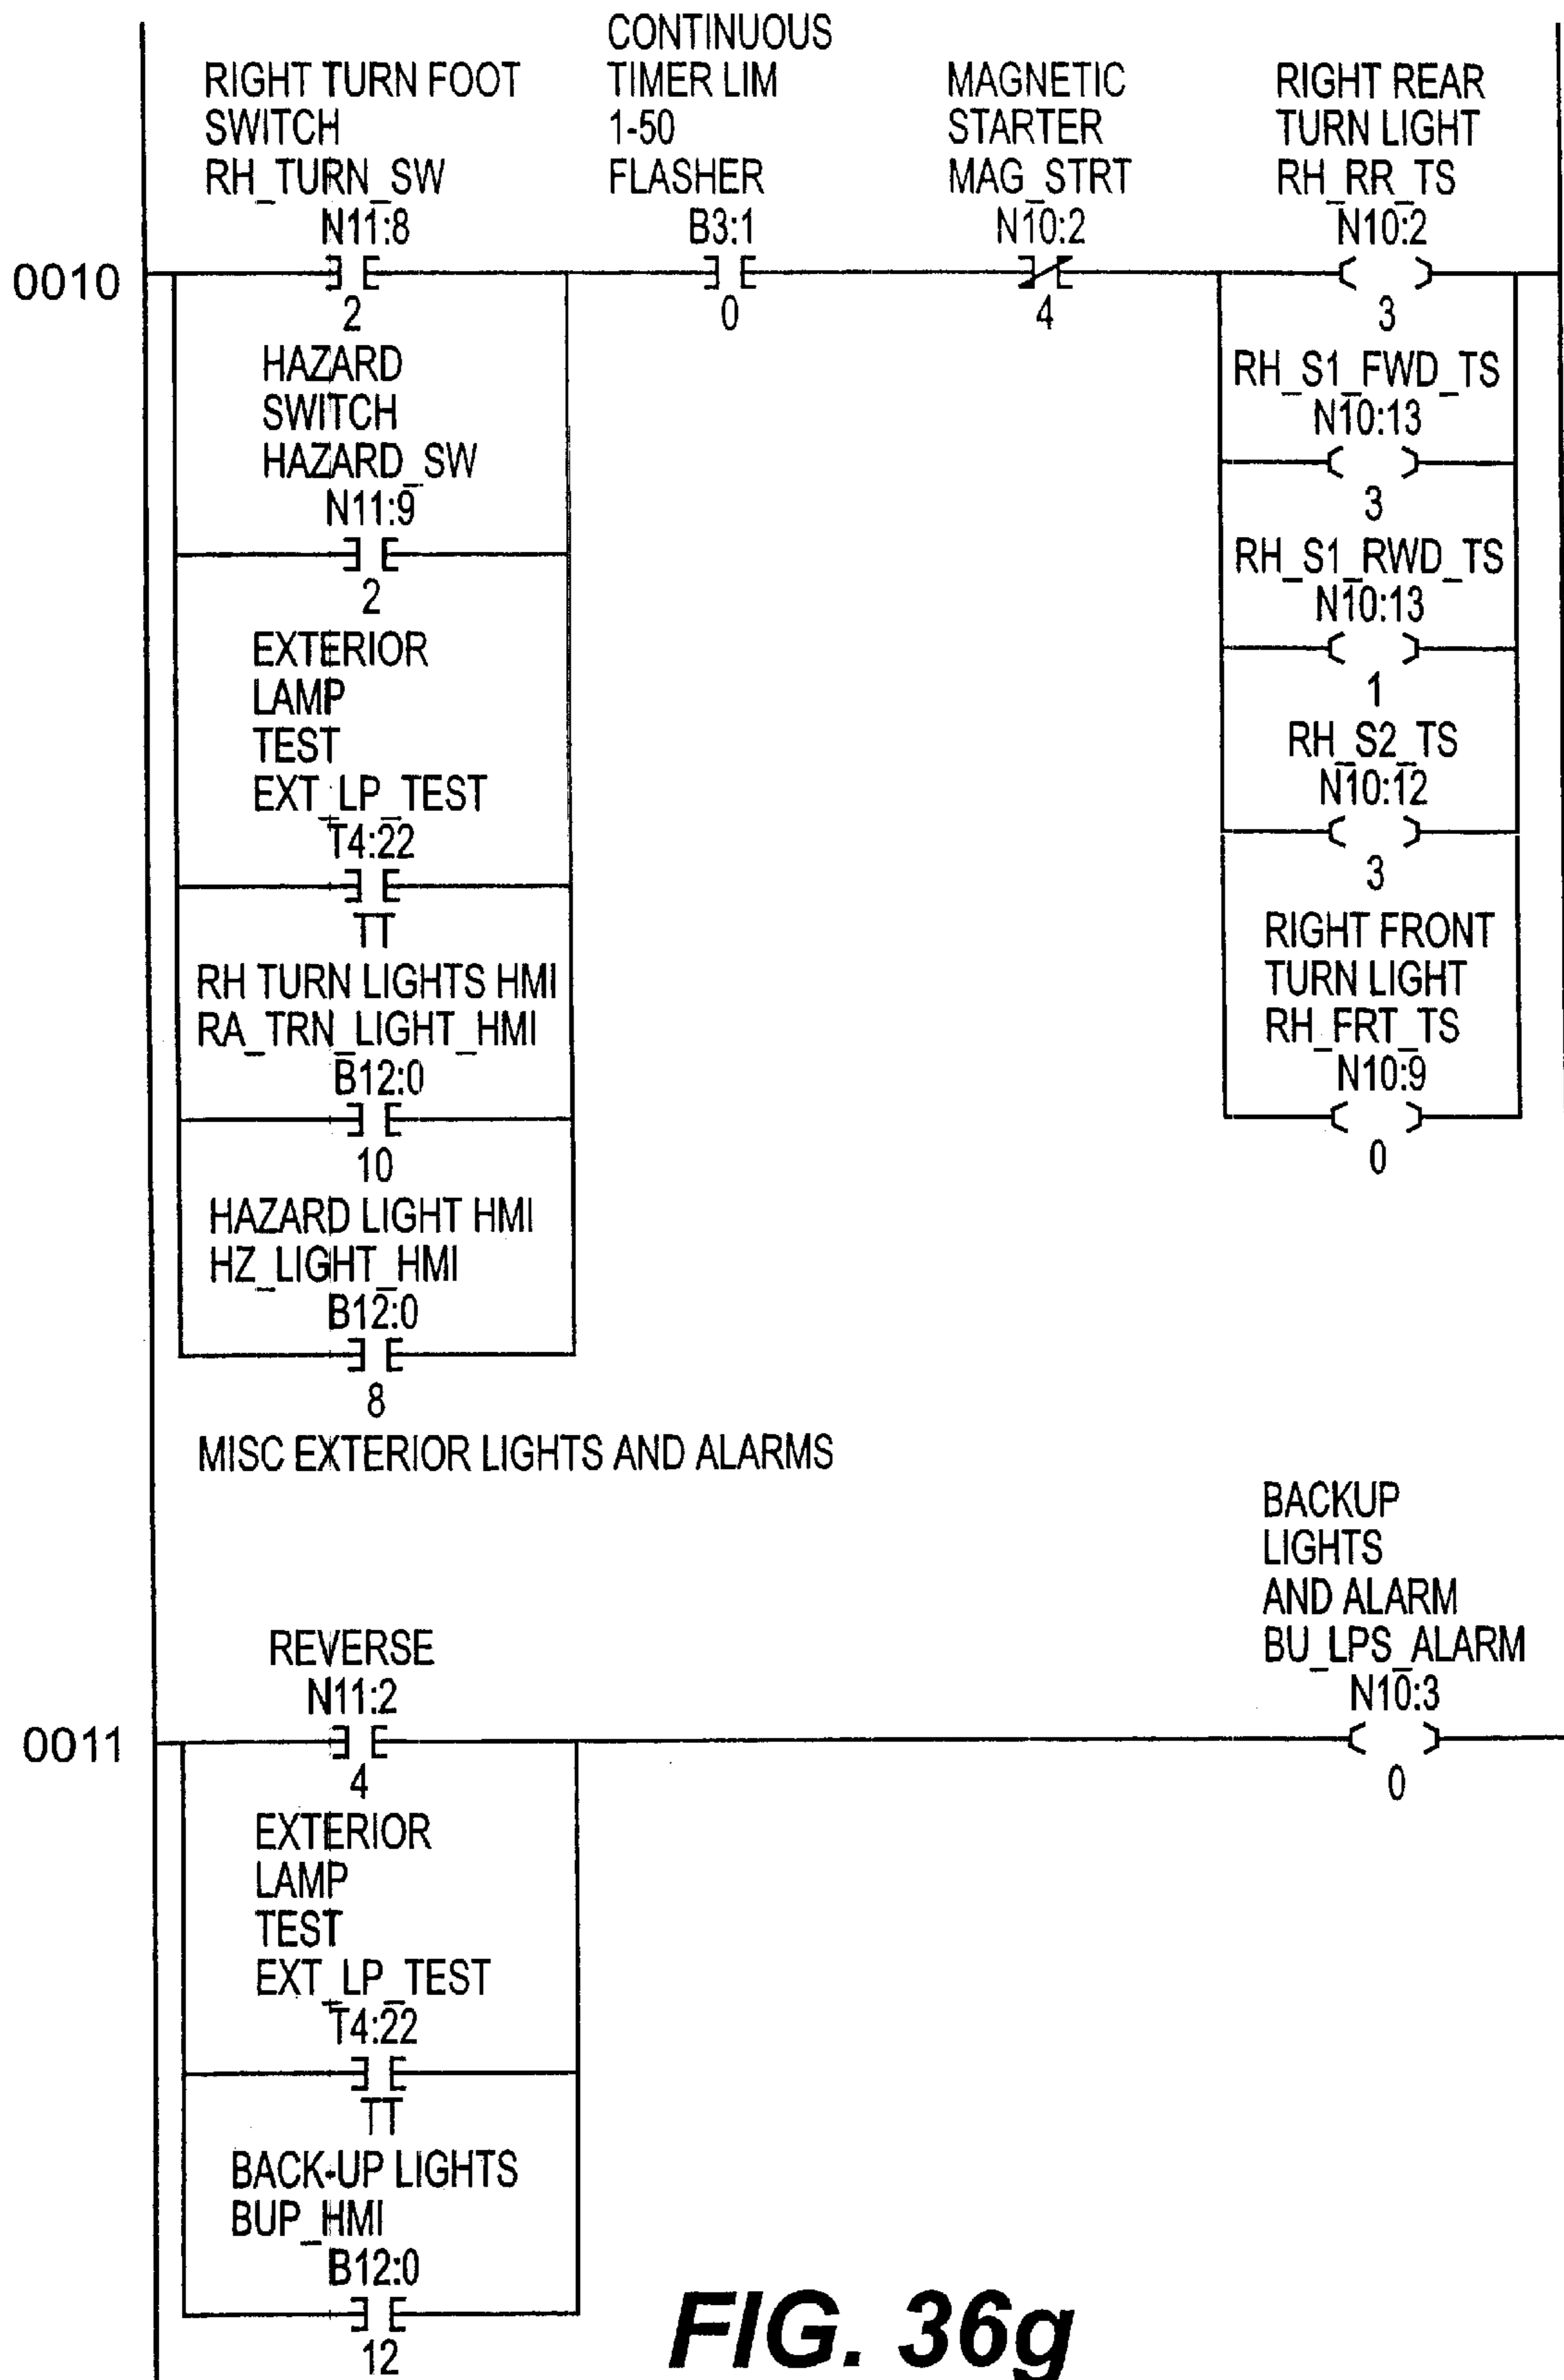 RIGHT TURN FOOT
SWITCH
RH_TURN_SW
N11:8
2
CONTINUOUS
TIMER LIM
1-50
FLASHER
B3:1
0
MAGNETIC
STARTER
MAG_STRT
N10:2
4
RIGHT REAR
TURN LIGHT
RH_RR_TS
N10:2
3
0010
HAZARD
SWITCH
HAZARD_SW
N11:9
2
EXTERIOR
LAMP
TEST
EXT_LP_TEST
T4:22
TT
RH TURN LIGHTS HMI
RA_TRN_LIGHT_HMI
B12:0
10
HAZARD LIGHT HMI
HZ_LIGHT_HMI
B12:0
8
RH_S1_FWD_TS
N10:13
3
RH_S1_RWD_TS
N10:13
1
RH_S2_TS
N10:12
3
RIGHT FRONT
TURN LIGHT
RH_FRT_TS
N10:9
0
MISC EXTERIOR LIGHTS AND ALARMS
0011
REVERSE
N11:2
4
EXTERIOR
LAMP
TEST
EXT_LP_TEST
T4:22
TT
BACK-UP LIGHTS
BUP_HMI
B12:0
12
BACKUP
LIGHTS
AND ALARM
BU_LPS_ALARM
N10:3
0
FIG. 36g